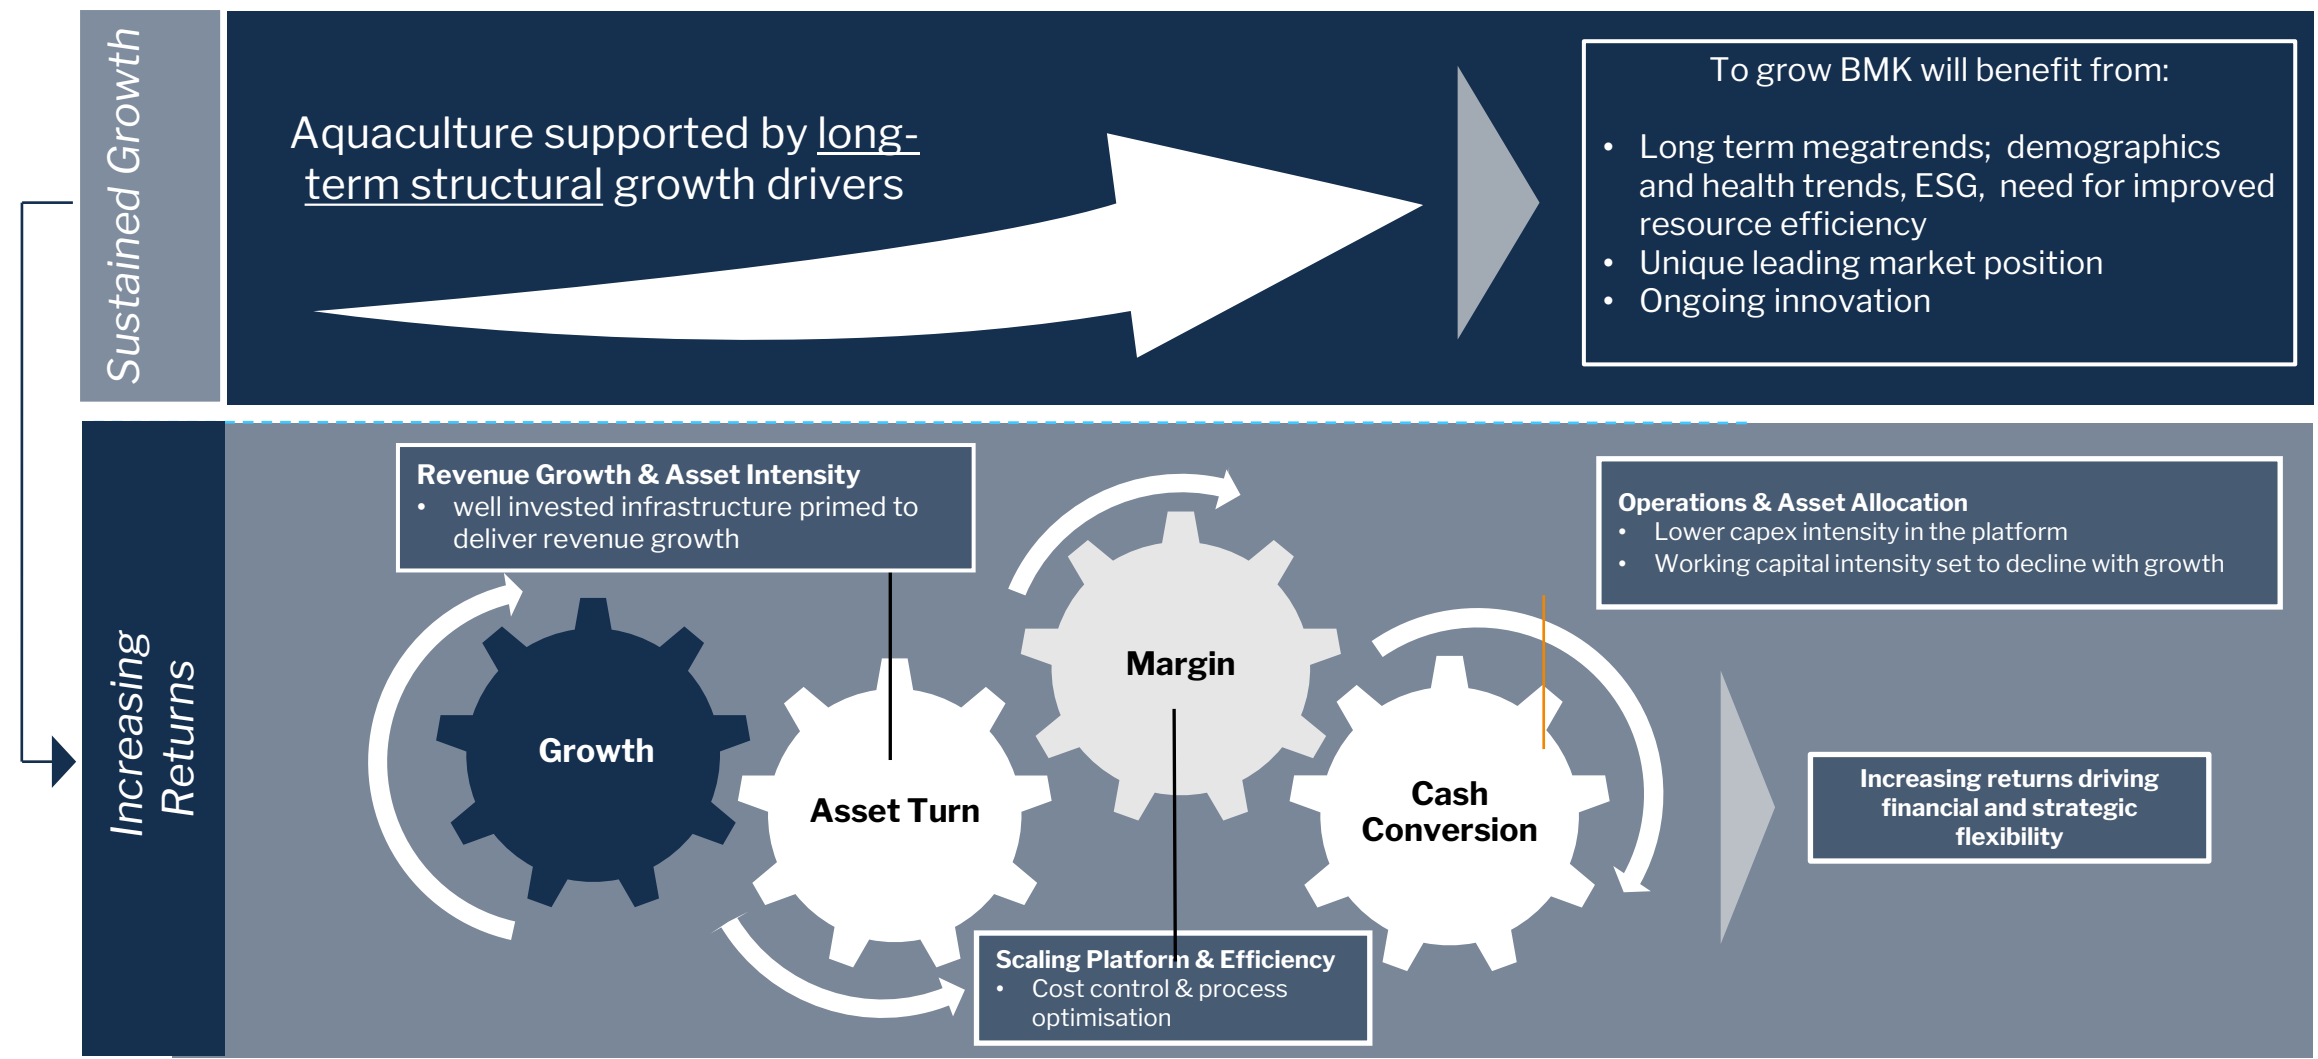 Sustained Growth
Aquaculture supported by long-
term structural growth drivers
To grow BMK will benefit from:
• Long term megatrends; demographics
and health trends, ESG, need for improved
resource efficiency
• Unique leading market position
• Ongoing innovation
Increasing
Returns
Revenue Growth & Asset Intensity
• well invested infrastructure primed to
deliver revenue growth
Operations & Asset Allocation
• Lower capex intensity in the platform
• Working capital intensity set to decline with growth
Growth
Asset Turn
Margin
Cash
Conversion
Increasing returns driving
financial and strategic
flexibility
Scaling Platform & Efficiency
• Cost control & process
optimisation